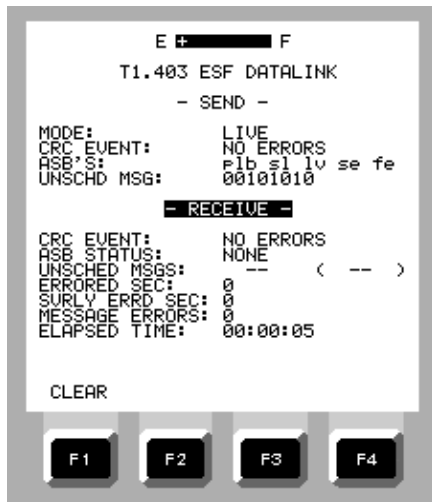 E + F
T1.403 ESF DATALINK
- SEND -
MODE: LIVE
CRC EVENT: NO ERRORS
ASB'S: plb sl lv se fe
UNSCHD MSG: 00101010
- RECEIVE -
CRC EVENT: NO ERRORS
ASB STATUS: NONE
UNSCHED MSGS: -- ( -- )
ERRORED SEC: 0
SVRLY ERRD SEC: 0
MESSAGE ERRORS: 0
ELAPSED TIME: 00:00:05
CLEAR
F1 F2 F3 F4